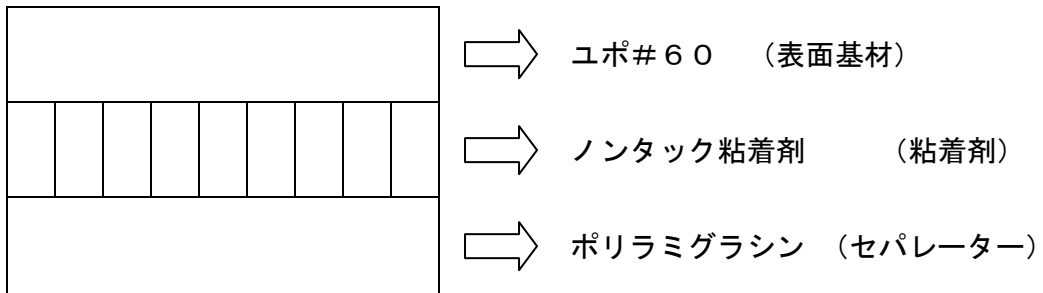 ユポ＃６０　（表面基材）
ノンタック粘着剤　　（粘着剤）
ポリラミグラシン　（セパレーター）